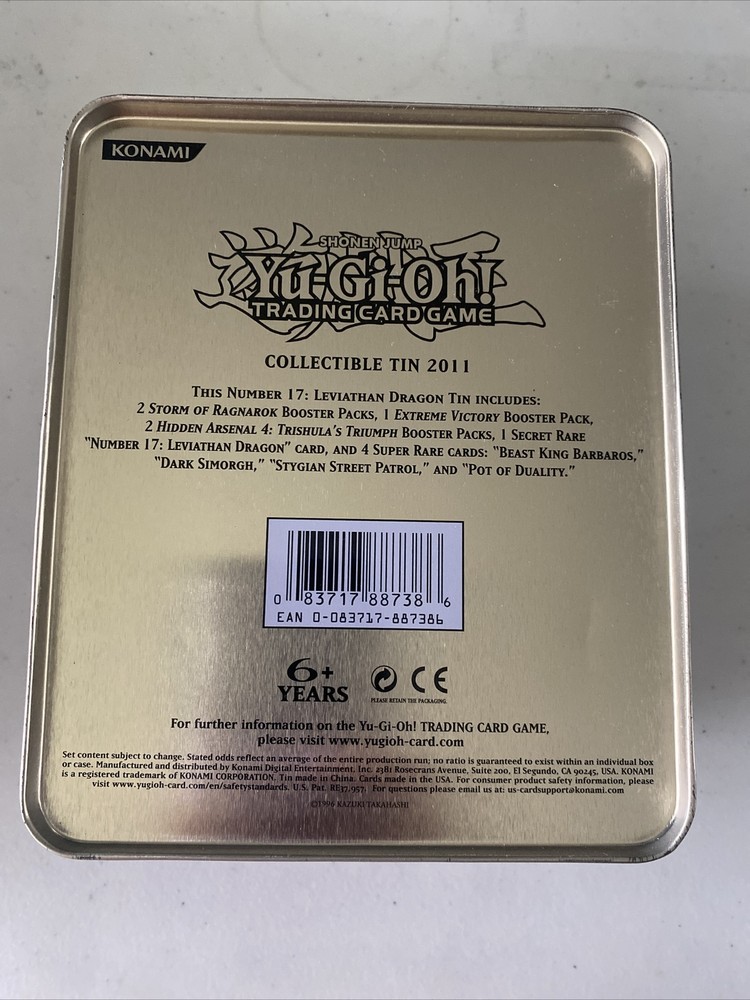 KONAMI
SHONEN JUMP
Yu-Gi-Oh!
TRADING CARD GAME
COLLECTIBLE TIN 2011
THIS NUMBER 17: LEVIATHAN DRAGON TIN INCLUDES:
2 STORM OF RAGNAROK BOOSTER PACKS, 1 EXTREME VICTORY BOOSTER PACK,
2 HIDDEN ARSENAL 4: TRISHULA'S TRIUMPH BOOSTER PACKS, 1 SECRET RARE
"NUMBER 17: LEVIATHAN DRAGON" CARD, AND 4 SUPER RARE CARDS: "BEAST KING BARBAROS,"
"DARK SIMORGH," "STYGIAN STREET PATROL," AND "POT OF DUALITY."
0 83717 88738 6
EAN 0-083717-887386
6+
YEARS
CE
PLEASE RETAIN THE PACKAGING.
For further information on the Yu-Gi-Oh! TRADING CARD GAME,
please visit www.yugioh-card.com
Set content subject to change. Stated odds reflect an average of the entire production run; no ratio is guaranteed to exist within an individual box
or case. Manufactured and distributed by Konami Digital Entertainment, Inc. 2381 Rosecrans Avenue, Suite 200, El Segundo, CA 90245, USA. KONAMI
is a registered trademark of KONAMI CORPORATION. Tin made in China. Cards made in the USA. For consumer product safety information, please
visit www.yugioh-card.com/en/safetystandards. U.S. Pat. RE37,957. For questions please email us at: us-cardsupport@konami.com
©1996 KAZUKI TAKAHASHI